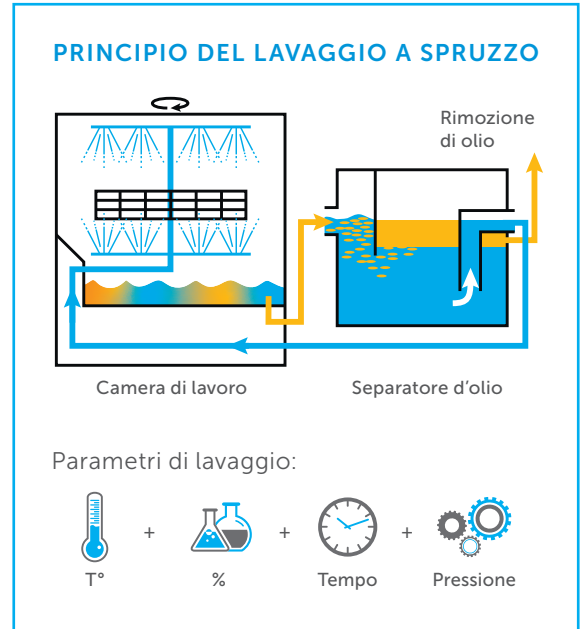 PRINCIPIO DEL LAVAGGIO A SPRUZZO
Rimozione
di olio
Camera di lavoro
Separatore d'olio
Parametri di lavaggio:
+
+
+
T°
%
Tempo
Pressione